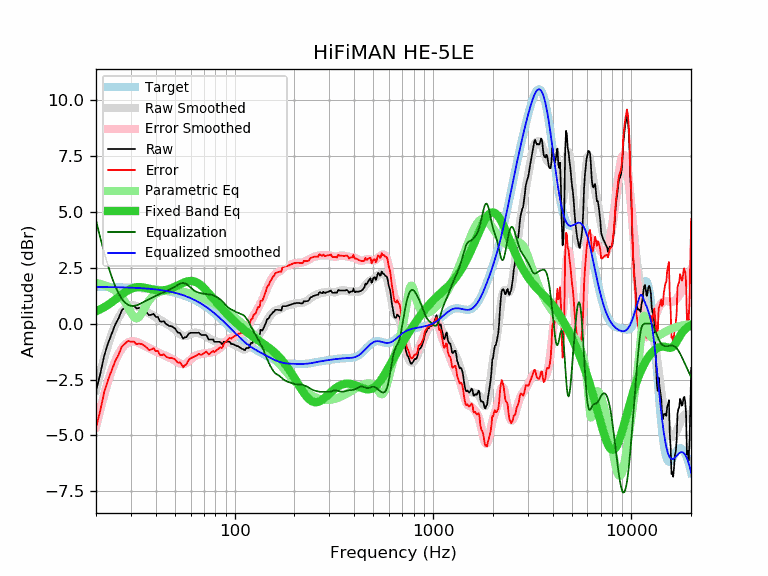 HiFiMAN HE-5LE
Target
Raw Smoothed
Error Smoothed
Raw
Error
Parametric Eq
Fixed Band Eq
Equalization
Equalized smoothed
Amplitude (dBr)
10.0
7.5
5.0
2.5
0.0
−2.5
−5.0
−7.5
100
1000
10000
Frequency (Hz)